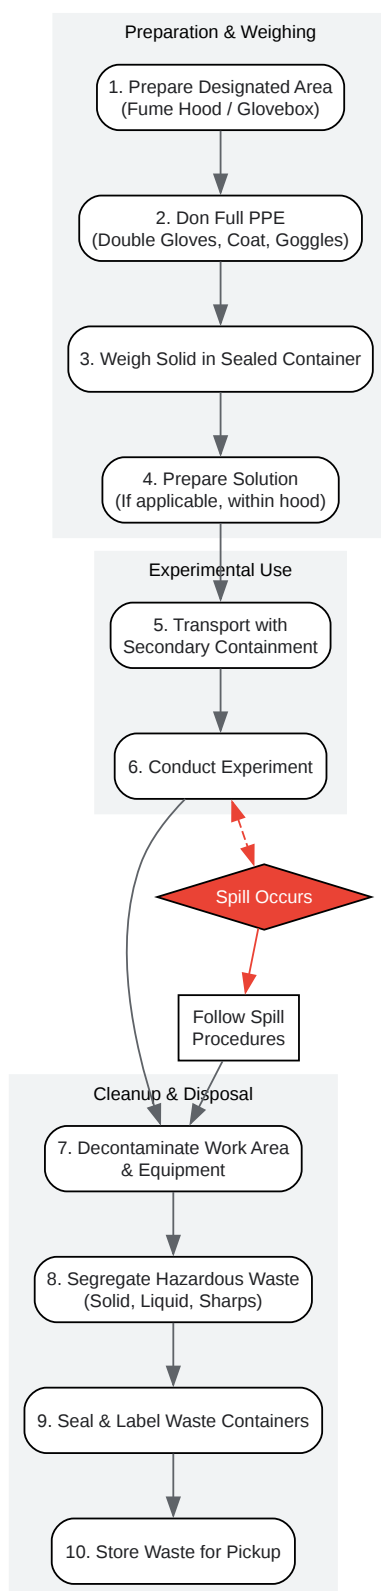 Preparation & Weighing
1. Prepare Designated Area
(Fume Hood / Glovebox)
2. Don Full PPE
(Double Gloves, Coat, Goggles)
3. Weigh Solid in Sealed Container
4. Prepare Solution
(If applicable, within hood)
Experimental Use
5. Transport with
Secondary Containment
6. Conduct Experiment
Spill Occurs
Follow Spill
Procedures
Cleanup & Disposal
7. Decontaminate Work Area
& Equipment
8. Segregate Hazardous Waste
(Solid, Liquid, Sharps)
9. Seal & Label Waste Containers
10. Store Waste for Pickup